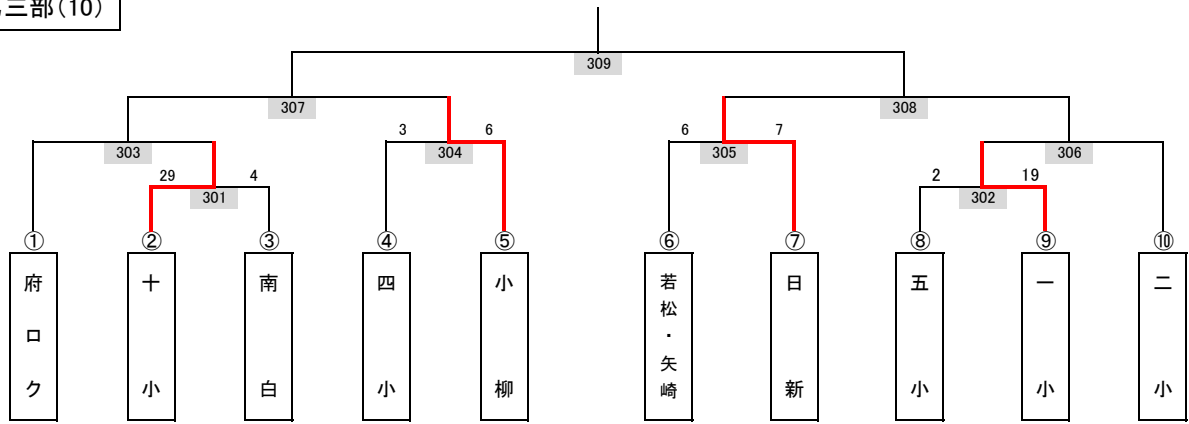 三部(10)
309
307
308
3 6
6 7
303
304
305
306
29 4
2 19
301
302
① ② ③ ④ ⑤ ⑥ ⑦ ⑧ ⑨ ⑩
府ロク
十小
南白
四小
小柳
若松・矢崎
日新
五小
一小
二小